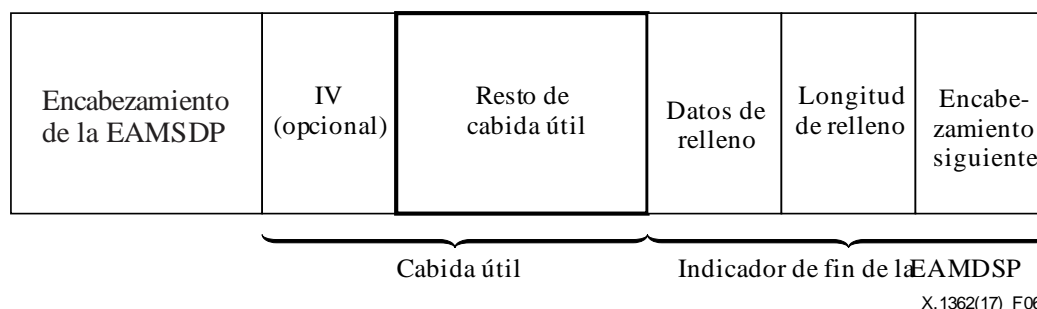 Encabezamiento
de la EAMSDP
IV
(opcional)
Resto de
cabida útil
Datos de
relleno
Longitud
de relleno
Encabe-
zamiento
siguiente
Cabida útil
Indicador de fin de la EAMDSP
X.1362(17)_F06